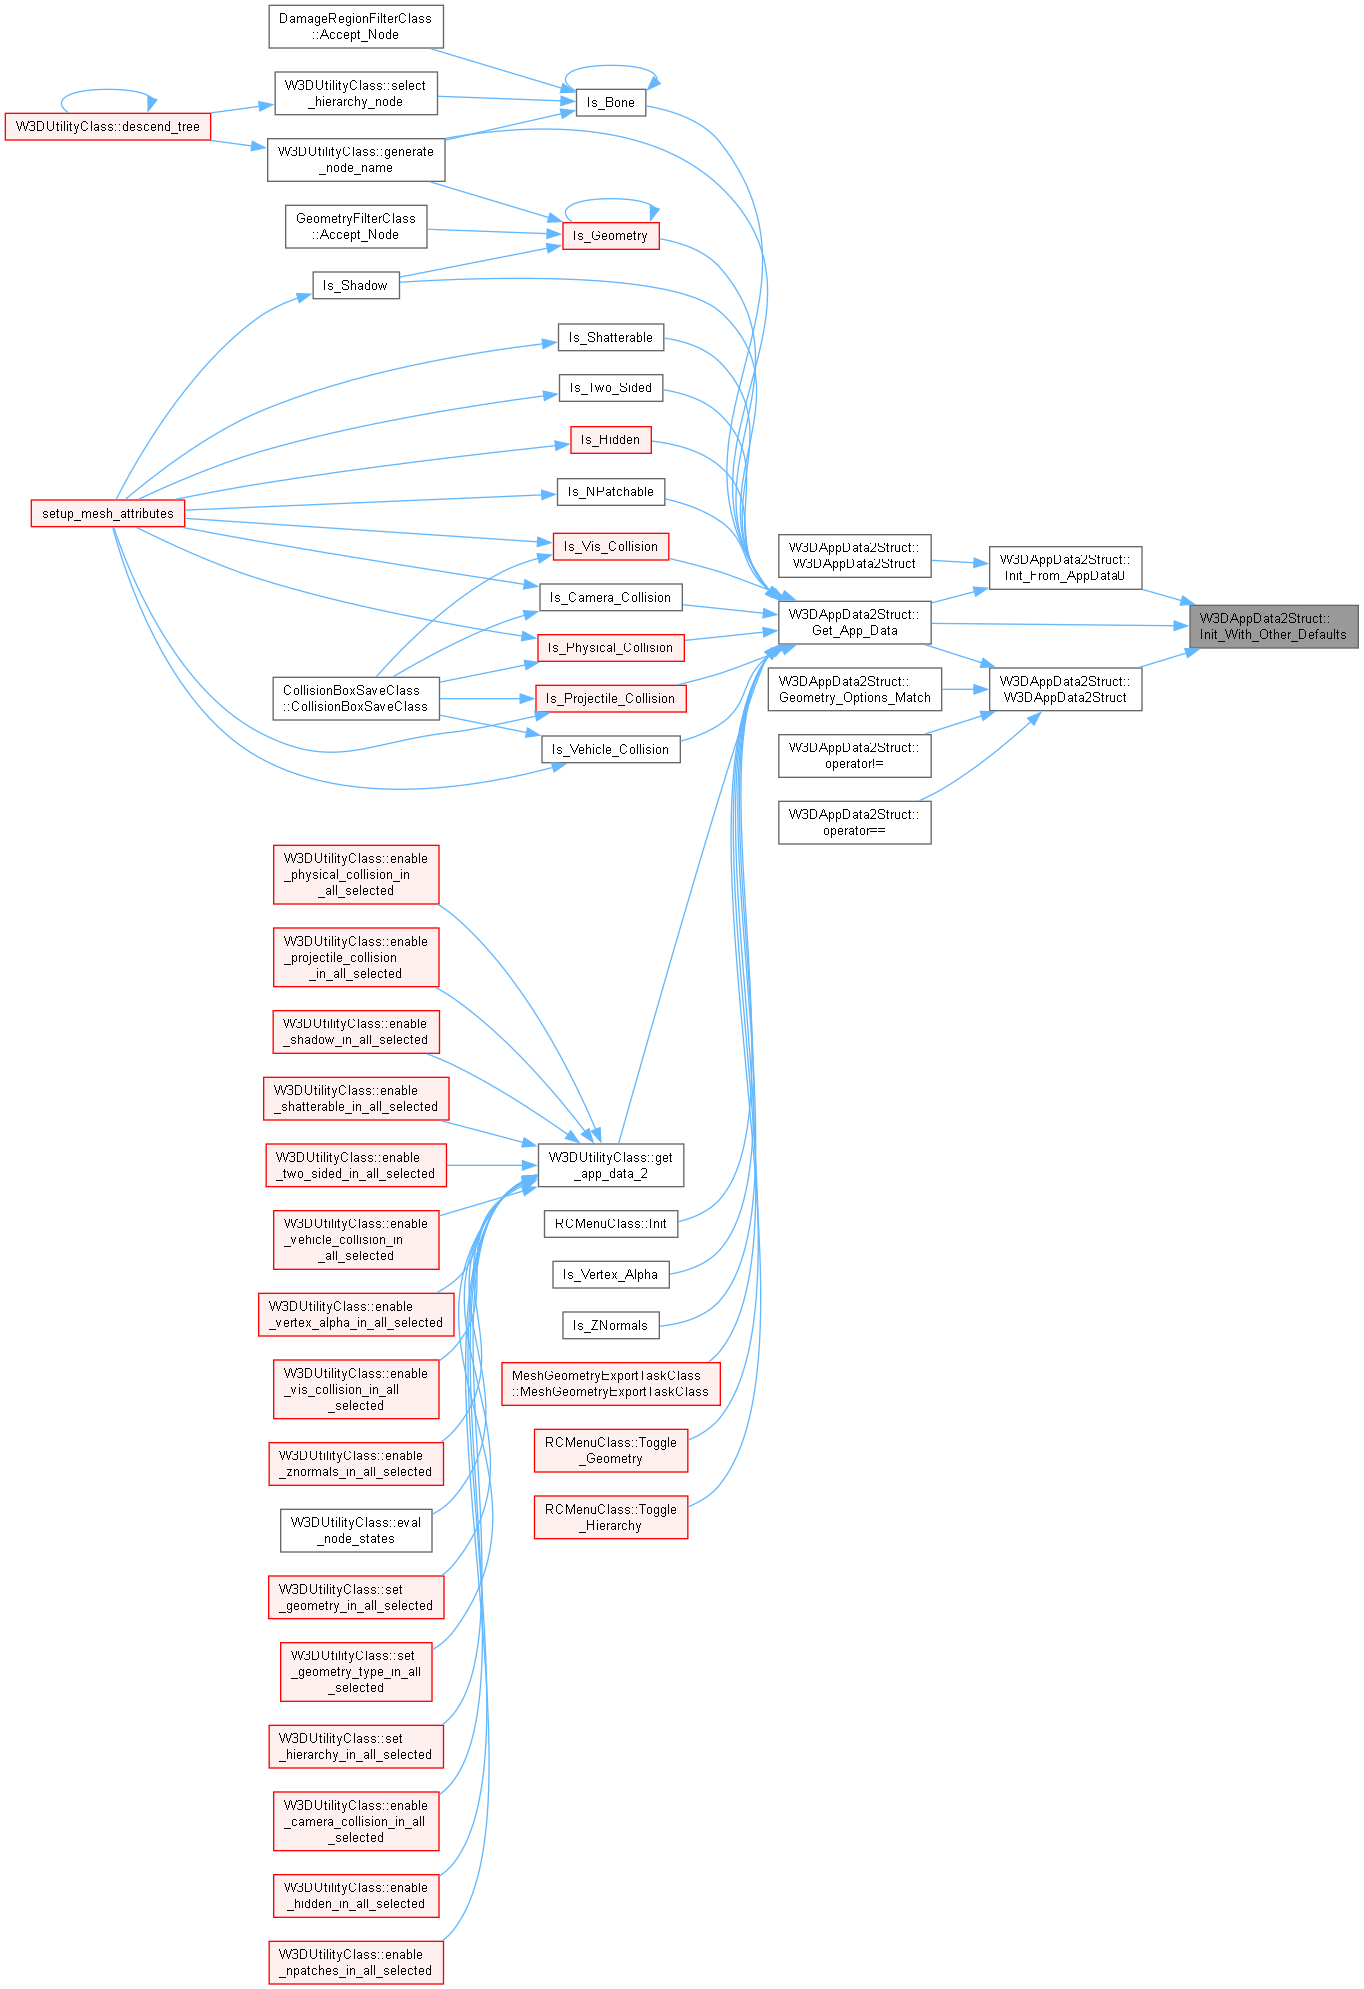 DamageRegionFilterClass
::Accept_Node
W3DUtilityClass::select
_hierarchy_node
Is_Bone
W3DUtilityClass::descend_tree
W3DUtilityClass::generate
_node_name
GeometryFilterClass
::Accept_Node
Is_Geometry
Is_Shadow
Is_Shatterable
Is_Two_Sided
Is_Hidden
Is_NPatchable
setup_mesh_attributes
Is_Vis_Collision
W3DAppData2Struct::
W3DAppData2Struct
W3DAppData2Struct::
Init_From_AppData0
Is_Camera_Collision
W3DAppData2Struct::
Get_App_Data
W3DAppData2Struct::
Init_With_Other_Defaults
Is_Physical_Collision
CollisionBoxSaveClass
::CollisionBoxSaveClass
Is_Projectile_Collision
W3DAppData2Struct::
Geometry_Options_Match
W3DAppData2Struct::
W3DAppData2Struct
Is_Vehicle_Collision
W3DAppData2Struct::
operator!=
W3DAppData2Struct::
operator==
W3DUtilityClass::enable
_physical_collision_in
_all_selected
W3DUtilityClass::enable
_projectile_collision
_in_all_selected
W3DUtilityClass::enable
_shadow_in_all_selected
W3DUtilityClass::enable
_shatterable_in_all_selected
W3DUtilityClass::enable
_two_sided_in_all_selected
W3DUtilityClass::get
_app_data_2
W3DUtilityClass::enable
_vehicle_collision_in
_all_selected
RCMenuClass::Init
Is_Vertex_Alpha
W3DUtilityClass::enable
_vertex_alpha_in_all_selected
Is_ZNormals
W3DUtilityClass::enable
_vis_collision_in_all
_selected
MeshGeometryExportTaskClass
::MeshGeometryExportTaskClass
RCMenuClass::Toggle
_Geometry
W3DUtilityClass::enable
_znormals_in_all_selected
RCMenuClass::Toggle
_Hierarchy
W3DUtilityClass::eval
_node_states
W3DUtilityClass::set
_geometry_in_all_selected
W3DUtilityClass::set
_geometry_type_in_all
_selected
W3DUtilityClass::set
_hierarchy_in_all_selected
W3DUtilityClass::enable
_camera_collision_in_all
_selected
W3DUtilityClass::enable
_hidden_in_all_selected
W3DUtilityClass::enable
_npatches_in_all_selected